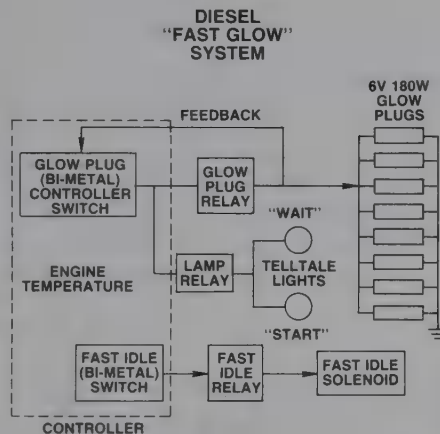 DIESEL
"FAST GLOW"
SYSTEM
6V 180W
GLOW
PLUGS
FEEDBACK
GLOW PLUG
(BI-METAL)
CONTROLLER
SWITCH
GLOW
PLUG
RELAY
"WAIT"
LAMP
RELAY
TELLTALE
LIGHTS
ENGINE
TEMPERATURE
"START"
FAST IDLE
(BI-METAL)
SWITCH
FAST
IDLE
RELAY
FAST IDLE
SOLENOID
CONTROLLER